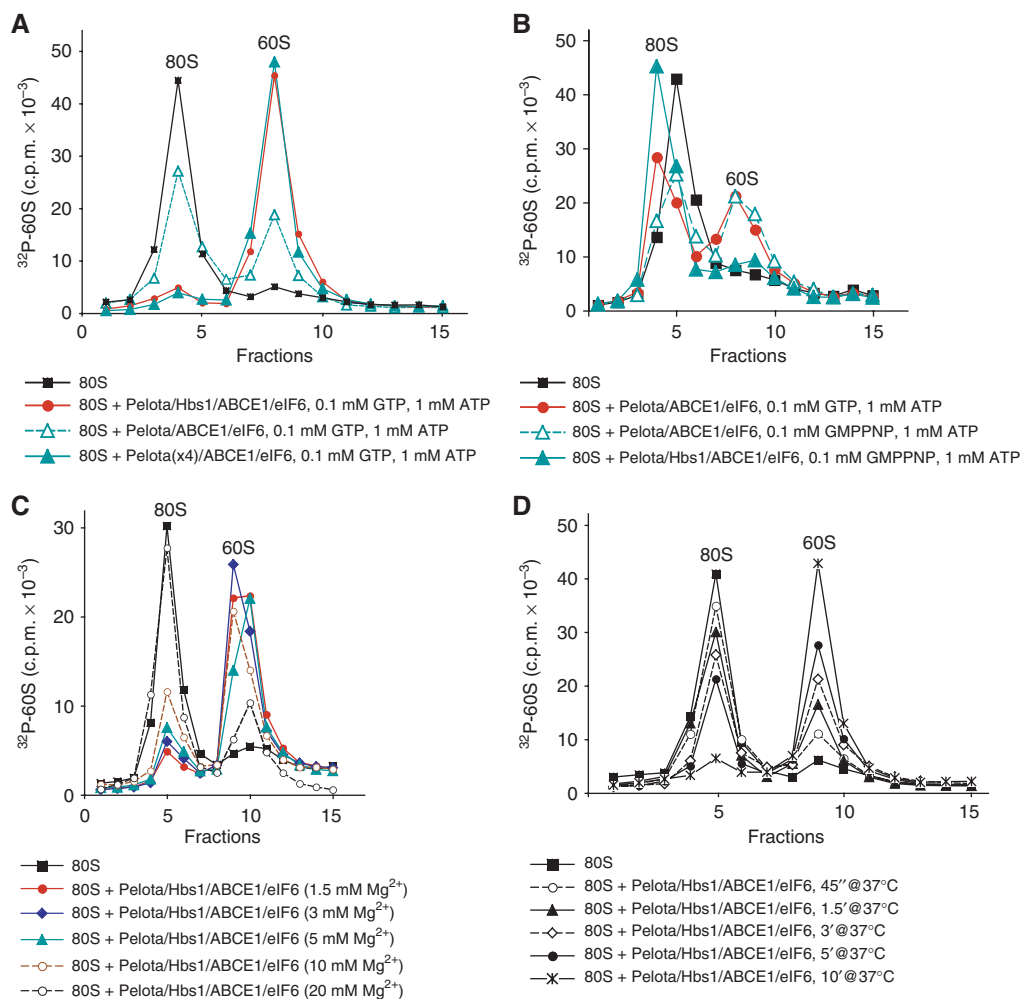 A
80S
60S
³²P-60S (c.p.m. × 10⁻³)
50
40
30
20
10
0
0
5
10
15
Fractions
80S
80S + Pelota/Hbs1/ABCE1/eIF6, 0.1 mM GTP, 1 mM ATP
80S + Pelota/ABCE1/eIF6, 0.1 mM GTP, 1 mM ATP
80S + Pelota(x4)/ABCE1/eIF6, 0.1 mM GTP, 1 mM ATP
B
80S
60S
³²P-60S (c.p.m. × 10⁻³)
50
40
30
20
10
0
5
10
15
Fractions
80S
80S + Pelota/ABCE1/eIF6, 0.1 mM GTP, 1 mM ATP
80S + Pelota/ABCE1/eIF6, 0.1 mM GMPPNP, 1 mM ATP
80S + Pelota/Hbs1/ABCE1/eIF6, 0.1 mM GMPPNP, 1 mM ATP
C
80S
60S
³²P-60S (c.p.m. × 10⁻³)
30
20
10
0
0
5
10
15
Fractions
80S
80S + Pelota/Hbs1/ABCE1/eIF6 (1.5 mM Mg²⁺)
80S + Pelota/Hbs1/ABCE1/eIF6 (3 mM Mg²⁺)
80S + Pelota/Hbs1/ABCE1/eIF6 (5 mM Mg²⁺)
80S + Pelota/Hbs1/ABCE1/eIF6 (10 mM Mg²⁺)
80S + Pelota/Hbs1/ABCE1/eIF6 (20 mM Mg²⁺)
D
80S
60S
³²P-60S (c.p.m. × 10⁻³)
50
40
30
20
10
0
0
5
10
15
Fractions
80S
80S + Pelota/Hbs1/ABCE1/eIF6, 45″@37°C
80S + Pelota/Hbs1/ABCE1/eIF6, 1.5′@37°C
80S + Pelota/Hbs1/ABCE1/eIF6, 3′@37°C
80S + Pelota/Hbs1/ABCE1/eIF6, 5′@37°C
80S + Pelota/Hbs1/ABCE1/eIF6, 10′@37°C